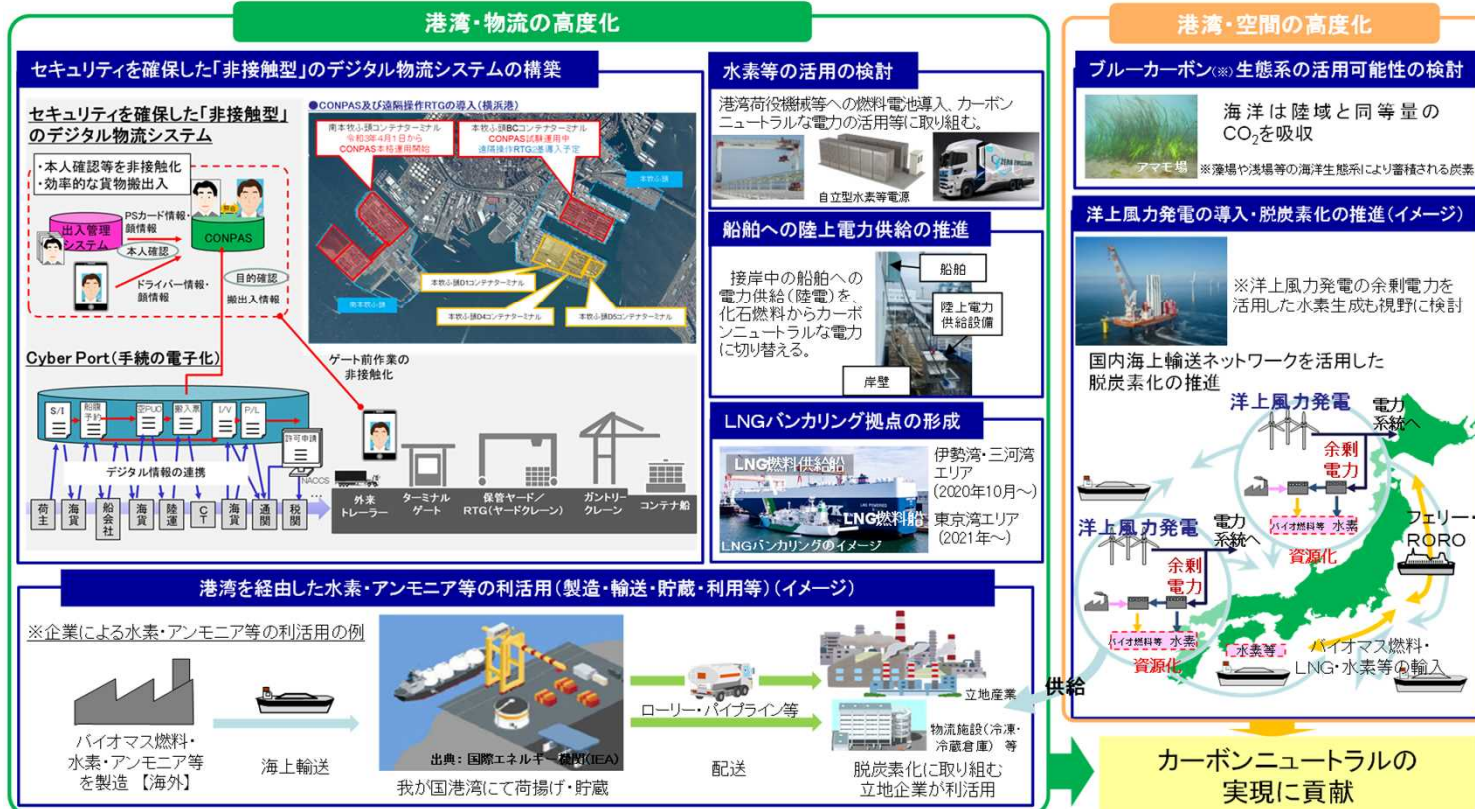 港湾・物流の高度化
セキュリティを確保した「非接触型」のデジタル物流システムの構築
セキュリティを確保した「非接触型」
のデジタル物流システム
・本人確認等を非接触化
・効率的な貨物搬出入
出入管理
システム
PSカード情報・
顔情報
本人確認
CONPAS
ドライバー情報・
顔情報
目的確認
搬出入情報
●CONPAS及び遠隔操作RTGの導入(横浜港)
南本牧ふ頭コンテナターミナル
令和3年4月1日から
CONPAS本格運用開始
本牧ふ頭BCコンテナターミナル
CONPAS試験運用中
遠隔操作RTG2基導入予定
本牧ふ頭
南本牧ふ頭
本牧ふ頭D1コンテナターミナル
本牧ふ頭D4コンテナターミナル
本牧ふ頭D5コンテナターミナル
Cyber Port(手続の電子化)
ゲート前作業の
非接触化
S/I
船腹
予約
空PUO
搬入票
I/V
P/L
許可申請
デジタル情報の連携
NACCS
…
荷主
海貨
船会社
海貨
陸運
CT
海貨
通関
税関
外来
トレーラー
ターミナル
ゲート
保管ヤード/
RTG(ヤードクレーン)
ガントリー
クレーン
コンテナ船
水素等の活用の検討
港湾荷役機械等への燃料電池導入、カーボン
ニュートラルな電力の活用等に取り組む。
ZERO EMISSION
自立型水素等電源
船舶への陸上電力供給の推進
接岸中の船舶への
電力供給(陸電)を、
化石燃料からカーボ
ンニュートラルな電力
に切り替える。
船舶
陸上電力
供給設備
岸壁
LNGバンカリング拠点の形成
LNG燃料供給船
LNG燃料船
LNGバンカリングのイメージ
伊勢湾・三河湾
エリア
(2020年10月~)
東京湾エリア
(2021年~)
港湾を経由した水素・アンモニア等の利活用(製造・輸送・貯蔵・利用等)(イメージ)
※企業による水素・アンモニア等の利活用の例
バイオマス燃料・
水素・アンモニア等
を製造 【海外】
海上輸送
出典:国際エネルギー機関(IEA)
我が国港湾にて荷揚げ・貯蔵
ローリー・パイプライン等
配送
立地産業
物流施設(冷凍・
冷蔵倉庫) 等
脱炭素化に取り組む
立地企業が利活用
港湾・空間の高度化
ブルーカーボン(※)生態系の活用可能性の検討
海洋は陸域と同等量の
CO₂を吸収
アマモ場
※藻場や浅場等の海洋生態系により蓄積される炭素
洋上風力発電の導入・脱炭素化の推進(イメージ)
※洋上風力発電の余剰電力を
活用した水素生成も視野に検討
国内海上輸送ネットワークを活用した
脱炭素化の推進
洋上風力発電
電力
系統へ
余剰
電力
バイオ燃料等 水素
資源化
洋上風力発電
電力
系統へ
余剰
電力
バイオ燃料等 水素
資源化
フェリー・
RORO
水素等
バイオマス燃料・
LNG・水素等の輸入
供給
カーボンニュートラルの
実現に貢献